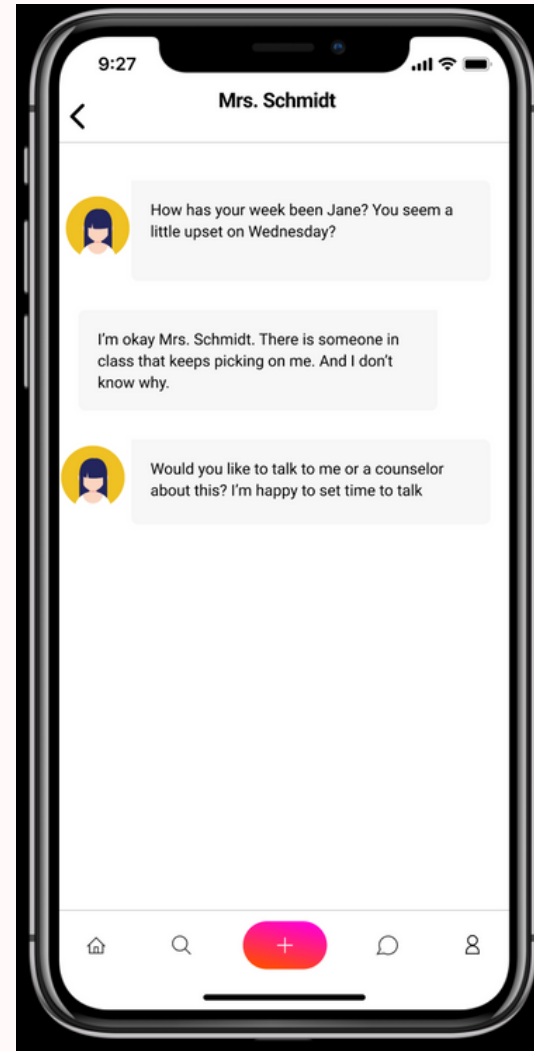 9:27
Mrs. Schmidt
How has your week been Jane? You seem a
little upset on Wednesday?
I'm okay Mrs. Schmidt. There is someone in
class that keeps picking on me. And I don't
know why.
Would you like to talk to me or a counselor
about this? I'm happy to set time to talk